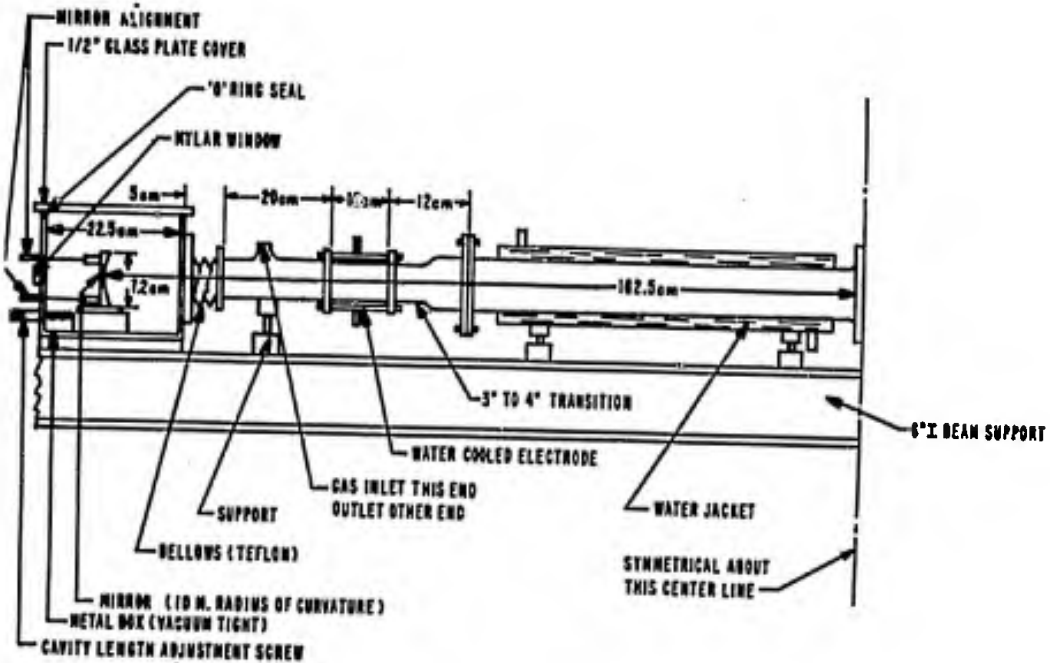 MIRROR ALIGNMENT
1/2" GLASS PLATE COVER
"O" RING SEAL
MYLAR WINDOW
5cm
20cm
12cm
22.5cm
7.2cm
162.5cm
3" TO 4" TRANSITION
6" I BEAM SUPPORT
WATER COOLED ELECTRODE
GAS INLET THIS END
OUTLET OTHER END
SUPPORT
WATER JACKET
BELLOWS (TEFLON)
SYMMETRICAL ABOUT
THIS CENTER LINE
MIRROR (10 M. RADIUS OF CURVATURE)
METAL BOX (VACUUM TIGHT)
CAVITY LENGTH ADJUSTMENT SCREW